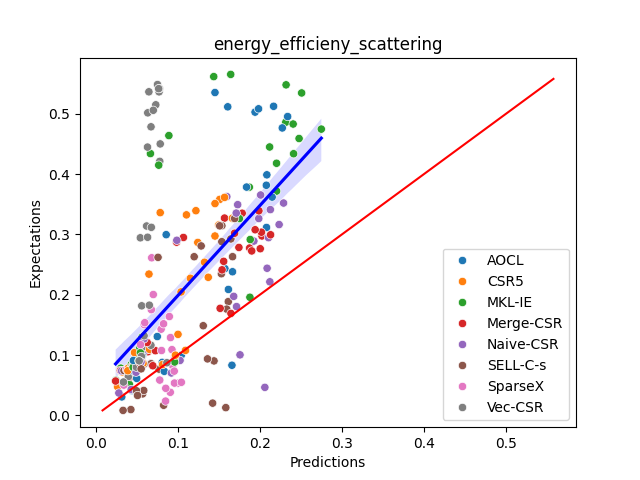 energy_efficieny_scattering
Expectations
0.5
0.4
0.3
0.2
0.1
0.0
0.0 0.1 0.2 0.3 0.4 0.5
Predictions
AOCL
CSR5
MKL-IE
Merge-CSR
Naive-CSR
SELL-C-s
SparseX
Vec-CSR